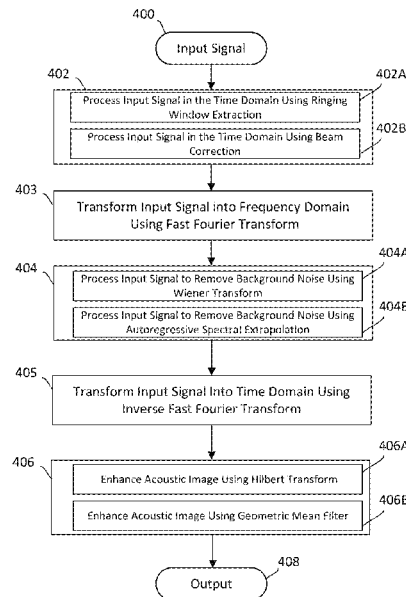 400
Input Signal
402
402A
Process Input Signal in the Time Domain Using Ringing
Window Extraction
402B
Process Input Signal in the Time Domain Using Beam
Correction
403
Transform Input Signal into Frequency Domain
Using Fast Fourier Transform
404
404A
Process Input Signal to Remove Background Noise Using
Wiener Transform
404B
Process Input Signal to Remove Background Noise Using
Autoregressive Spectral Extrapolation
405
Transform Input Signal Into Time Domain Using
Inverse Fast Fourier Transform
406
406A
Enhance Acoustic Image Using Hilbert Transform
406B
Enhance Acoustic Image Using Geometric Mean Filter
408
Output